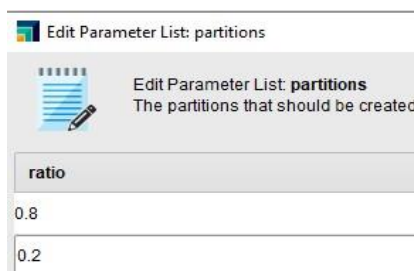 Edit Parameter List: partitions
Edit Parameter List: partitions
The partitions that should be created
ratio
0.8
0.2